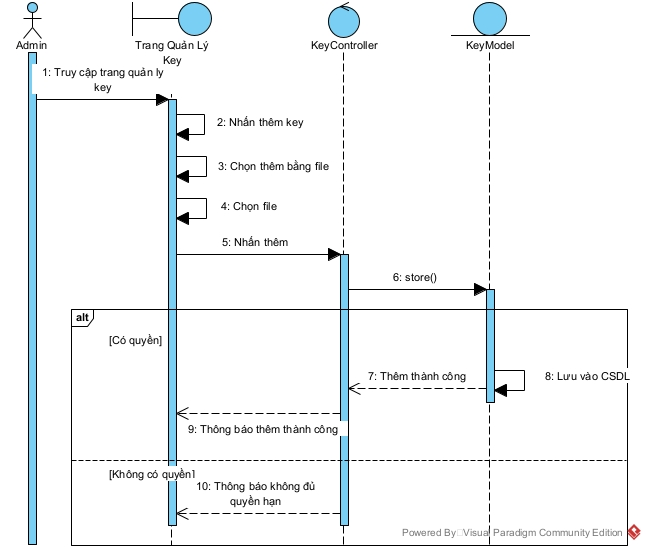 Admin
Trang Quản Lý
Key
KeyController
KeyModel
1: Truy cập trang quản ly
key
2: Nhấn thêm key
3: Chọn thêm bằng file
4: Chọn file
5: Nhấn thêm
6: store()
alt
[Có quyền]
7: Thêm thành công
8: Lưu vào CSDL
9: Thông báo thêm thành công
[Không có quyền]
10: Thông báo không đủ
quyền hạn
Powered By Visual Paradigm Community Edition